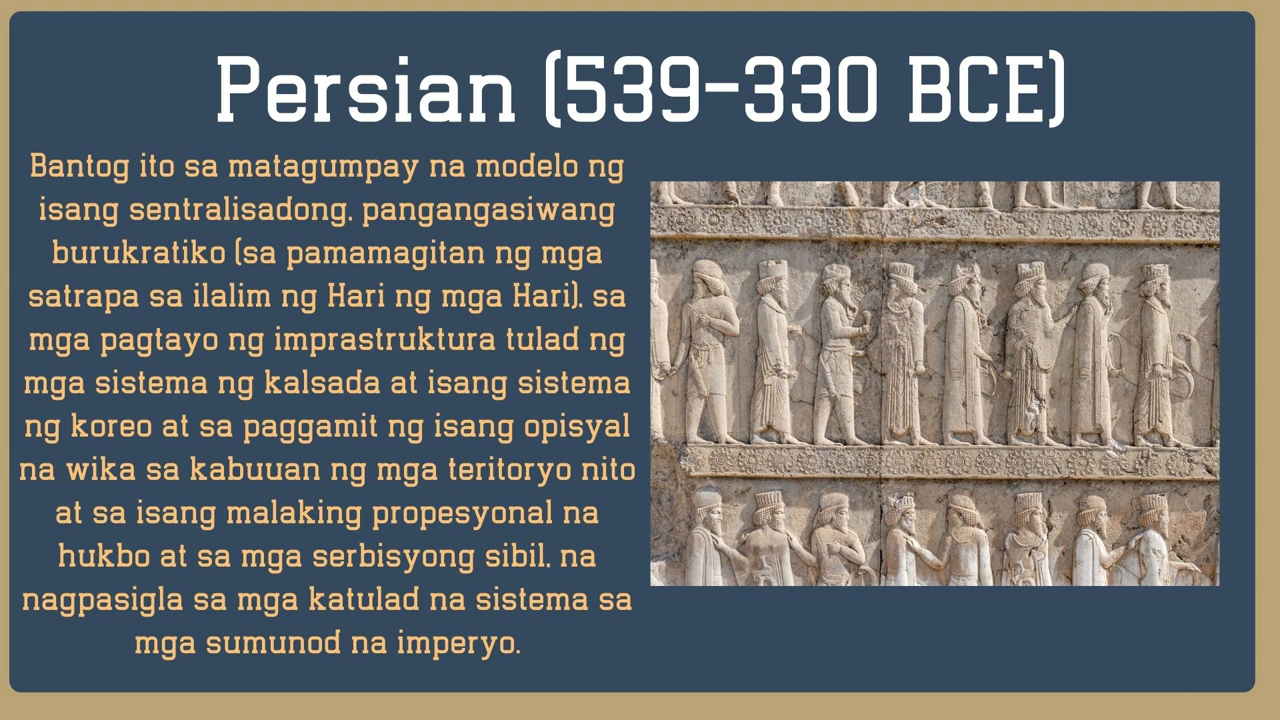 Persian (539-330 BCE)
Bantog ito sa matagumpay na modelo ng
isang sentralisadong, pangangasiwang
burukratiko (sa pamamagitan ng mga
satrapa sa ilalim ng Hari ng mga Hari), sa
mga pagtayo ng imprastruktura tulad ng
mga sistema ng kalsada at isang sistema
ng koreo at sa paggamit ng isang opisyal
na wika sa kabuuan ng mga teritoryo nito
at sa isang malaking propesyonal na
hukbo at sa mga serbisyong sibil, na
nagpasigla sa mga katulad na sistema sa
mga sumunod na imperyo.